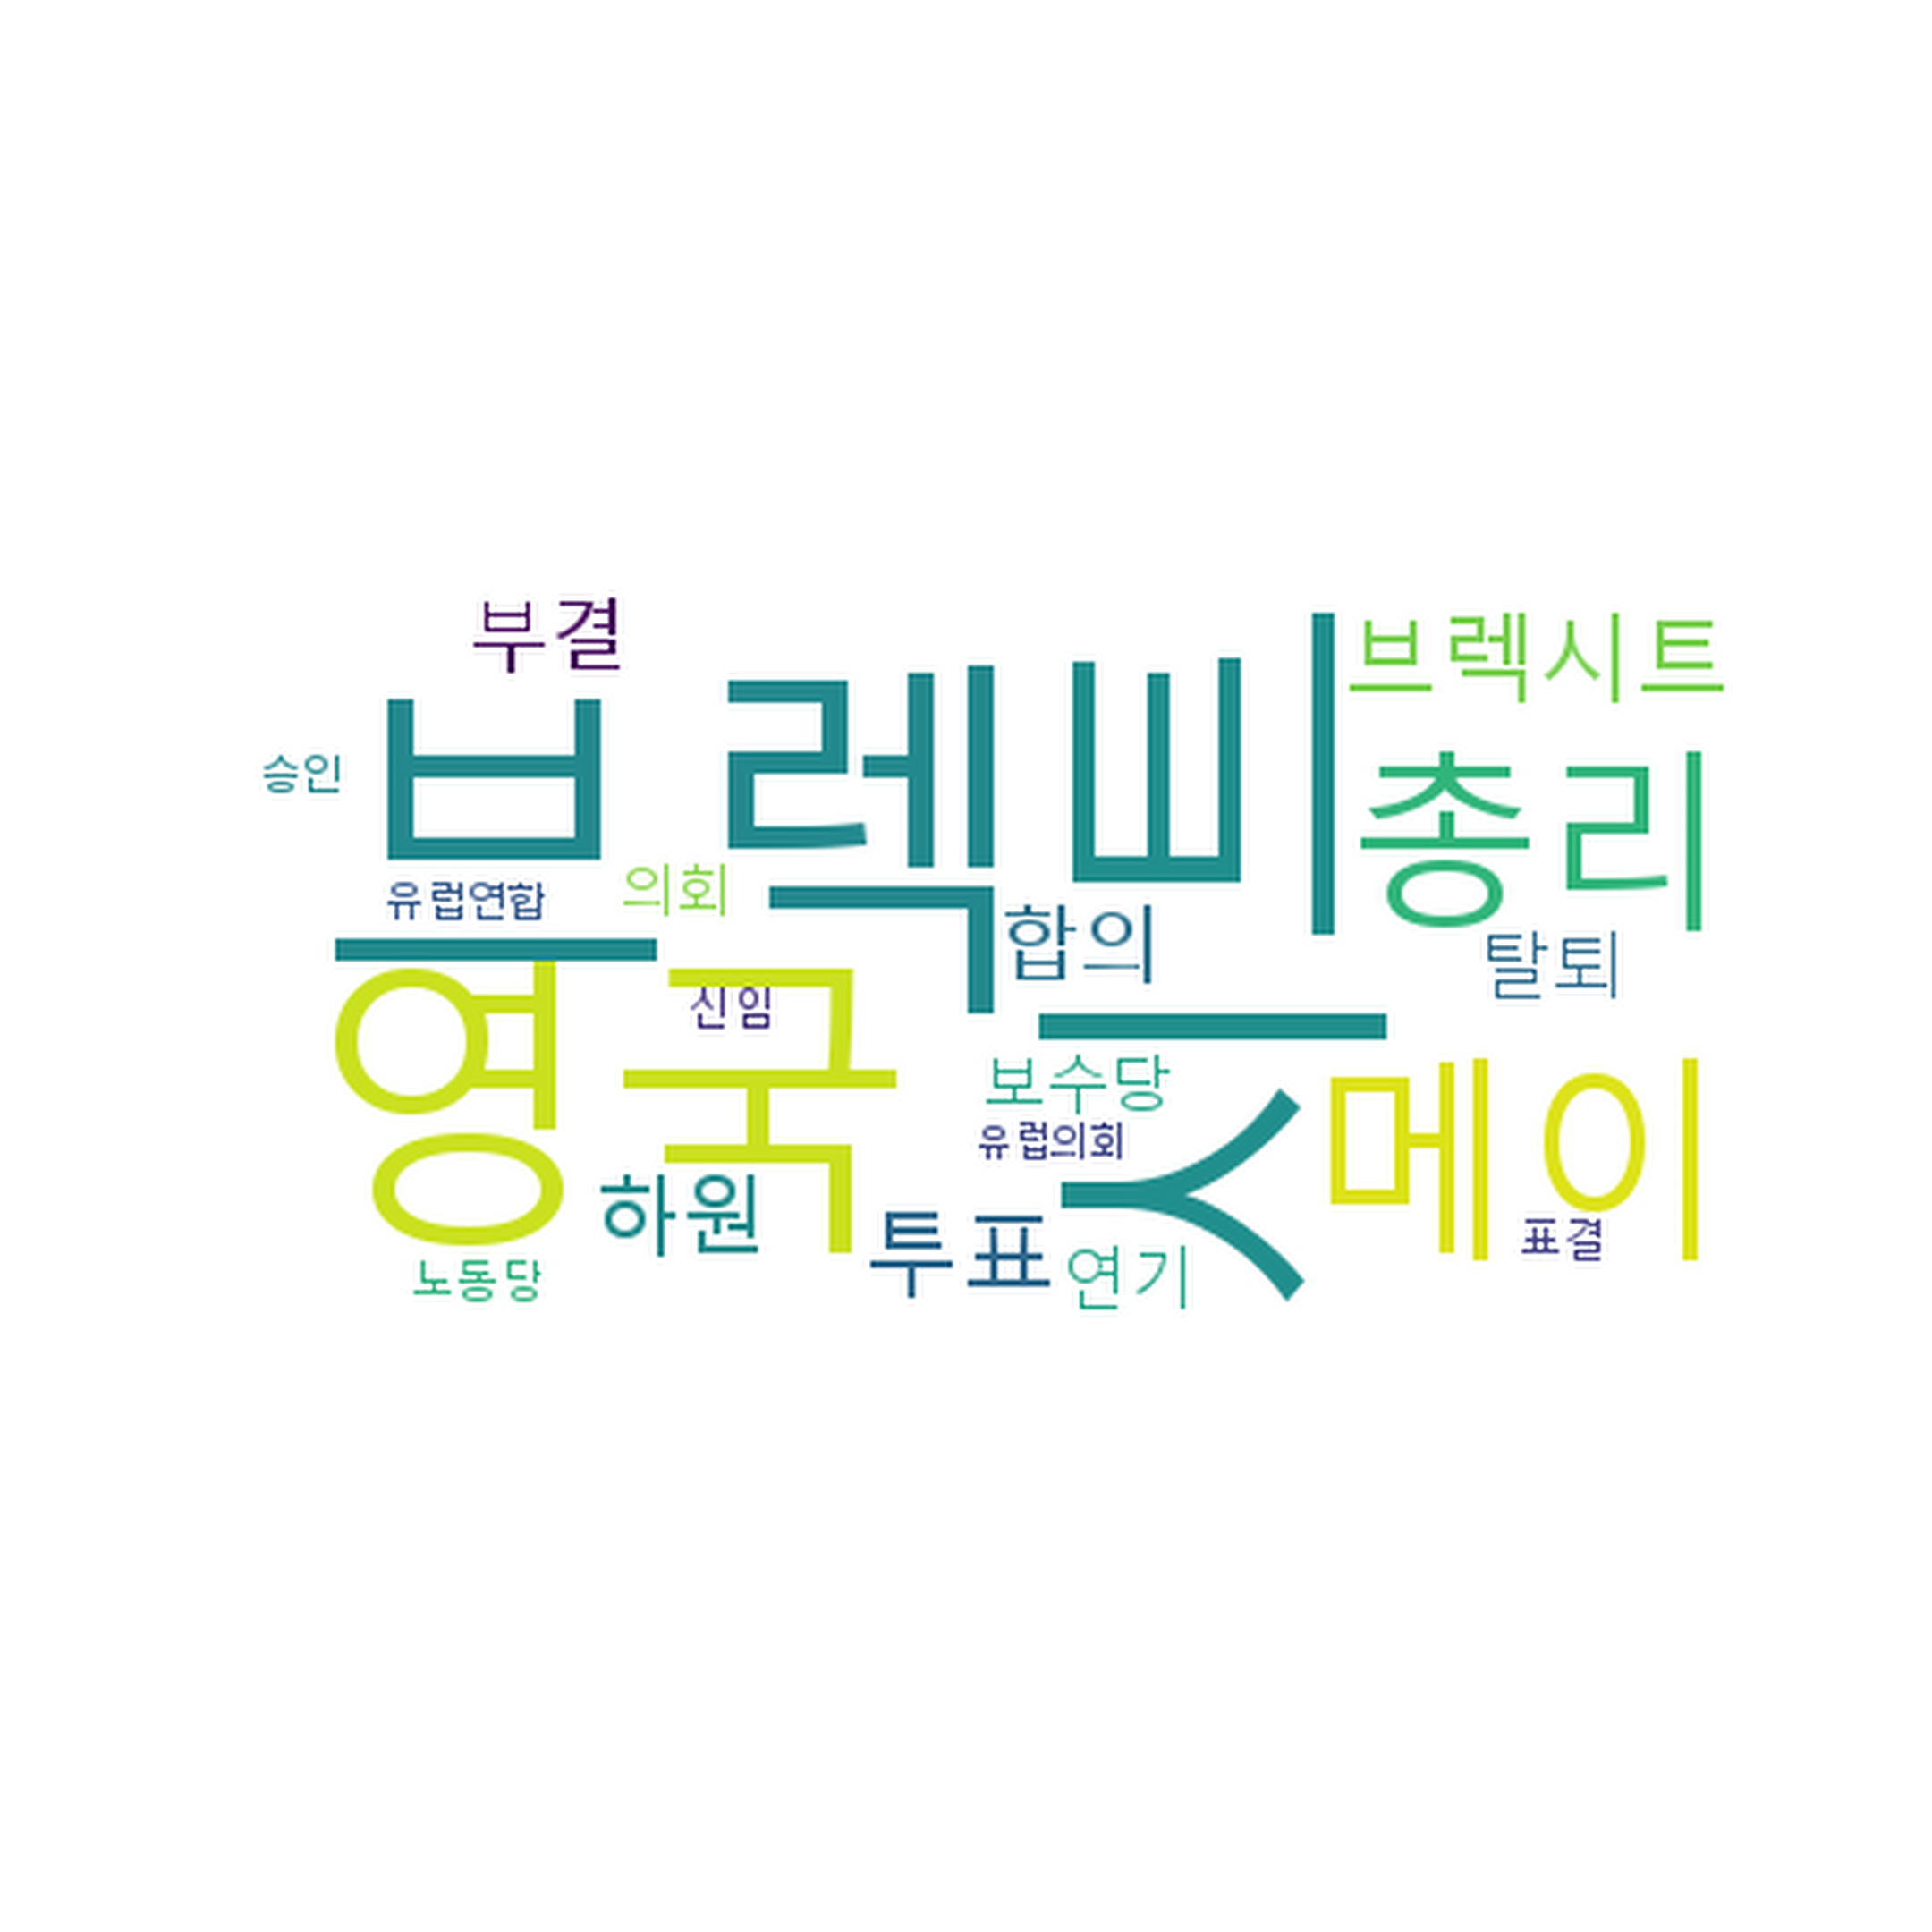 부결
브렉
시트
브렉시트
승인
총리
유럽연합
의회
합의
탈퇴
영국
신임
보수당
유럽의회
메이
하원
투표
연기
표결
노동당